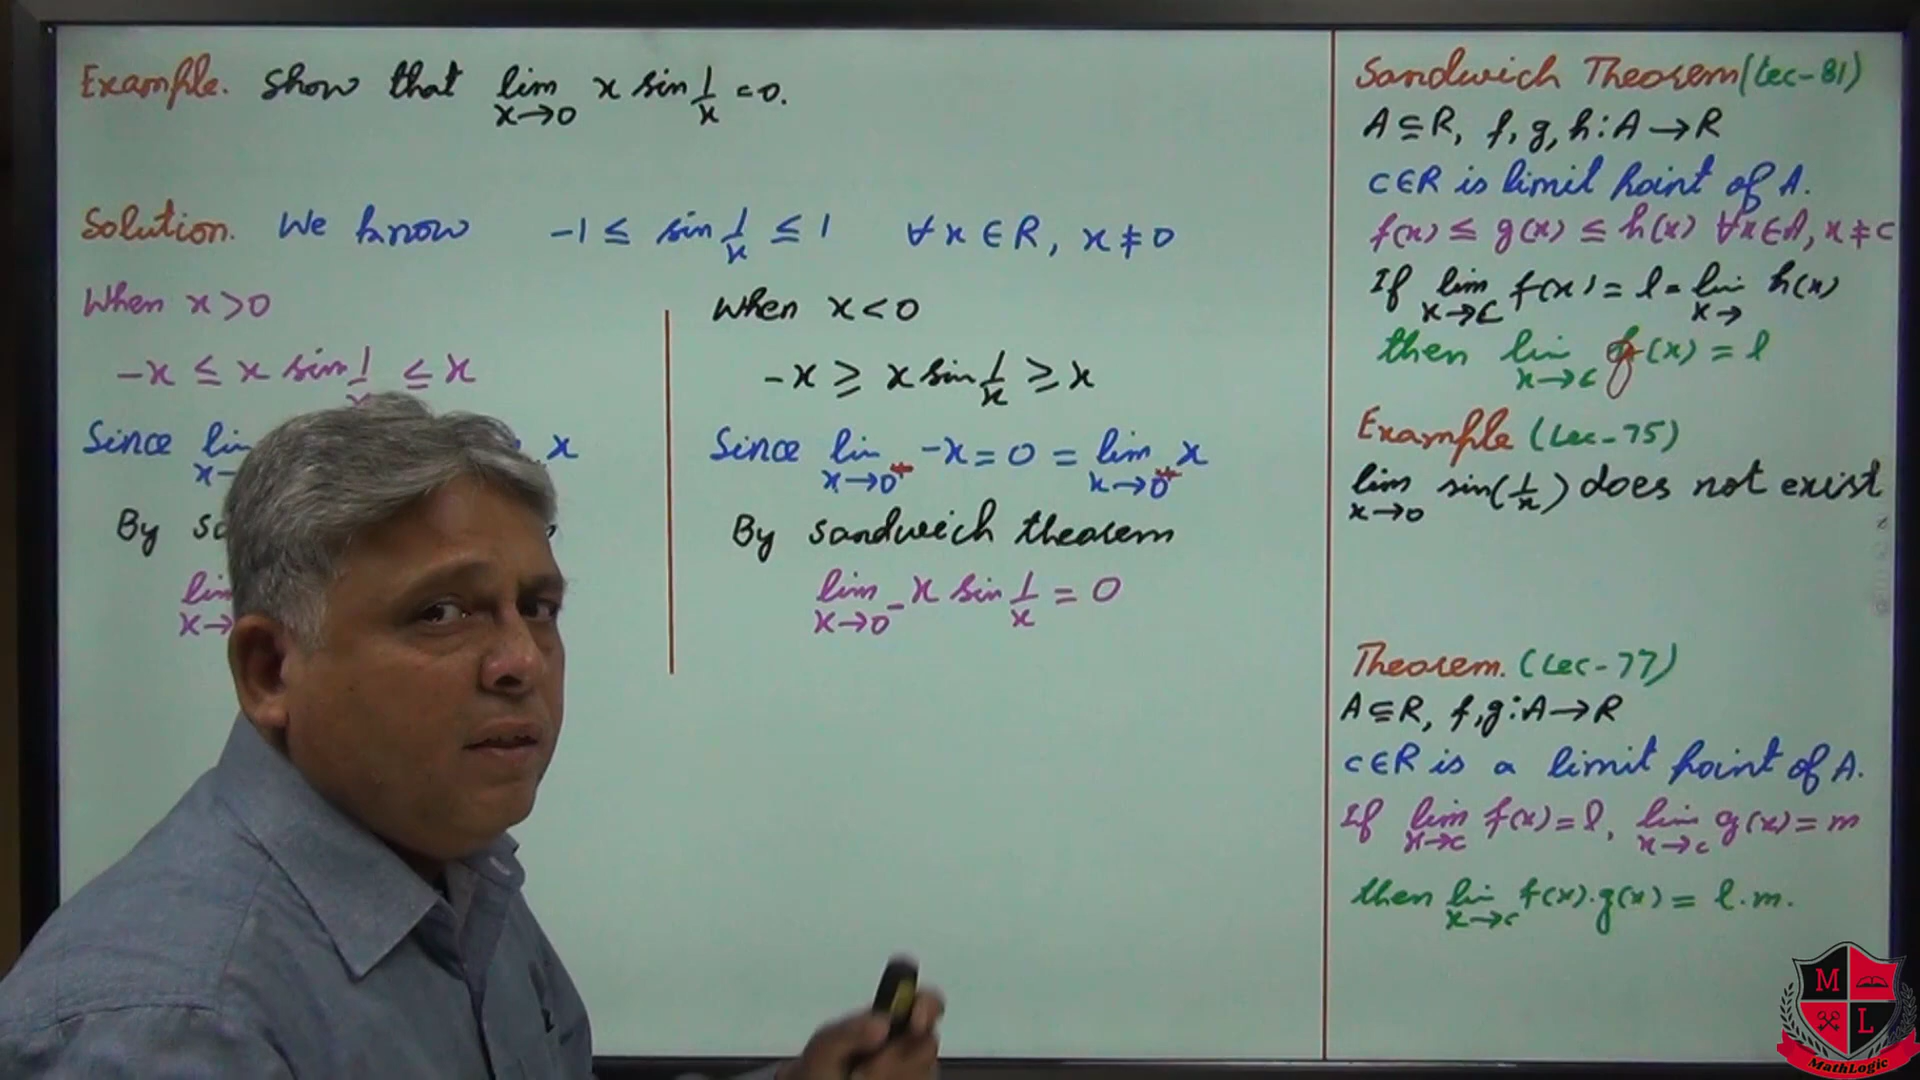 Example. Show that lim x→0 x sin 1/x = 0.
Solution. We know -1 ≤ sin 1/x ≤ 1 ∀ x ∈ R, x ≠ 0
When x > 0
-x ≤ x sin 1/x ≤ x
Since lim x
By
lim
When x < 0
-x ≥ x sin 1/x ≥ x
Since lim x→0 -x = 0 = lim x→0 x
By sandwich theorem
lim x→0- x sin 1/x = 0
Sandwich Theorem (Lec-81)
A ⊆ R, f, g, h : A → R
c ∈ R is limit point of A.
f(x) ≤ g(x) ≤ h(x) ∀x∈A, x ≠ c
If lim x→c f(x) = l = lim x→ h(x)
then lim x→c g(x) = l
Example (Lec-75)
lim x→0 sin(1/x) does not exist
Theorem. (Lec-77)
A ⊆ R, f, g : A → R
c ∈ R is a limit point of A.
If lim x→c f(x) = l, lim x→c g(x) = m
then lim x→c f(x).g(x) = l.m.
M
L
MathLogic